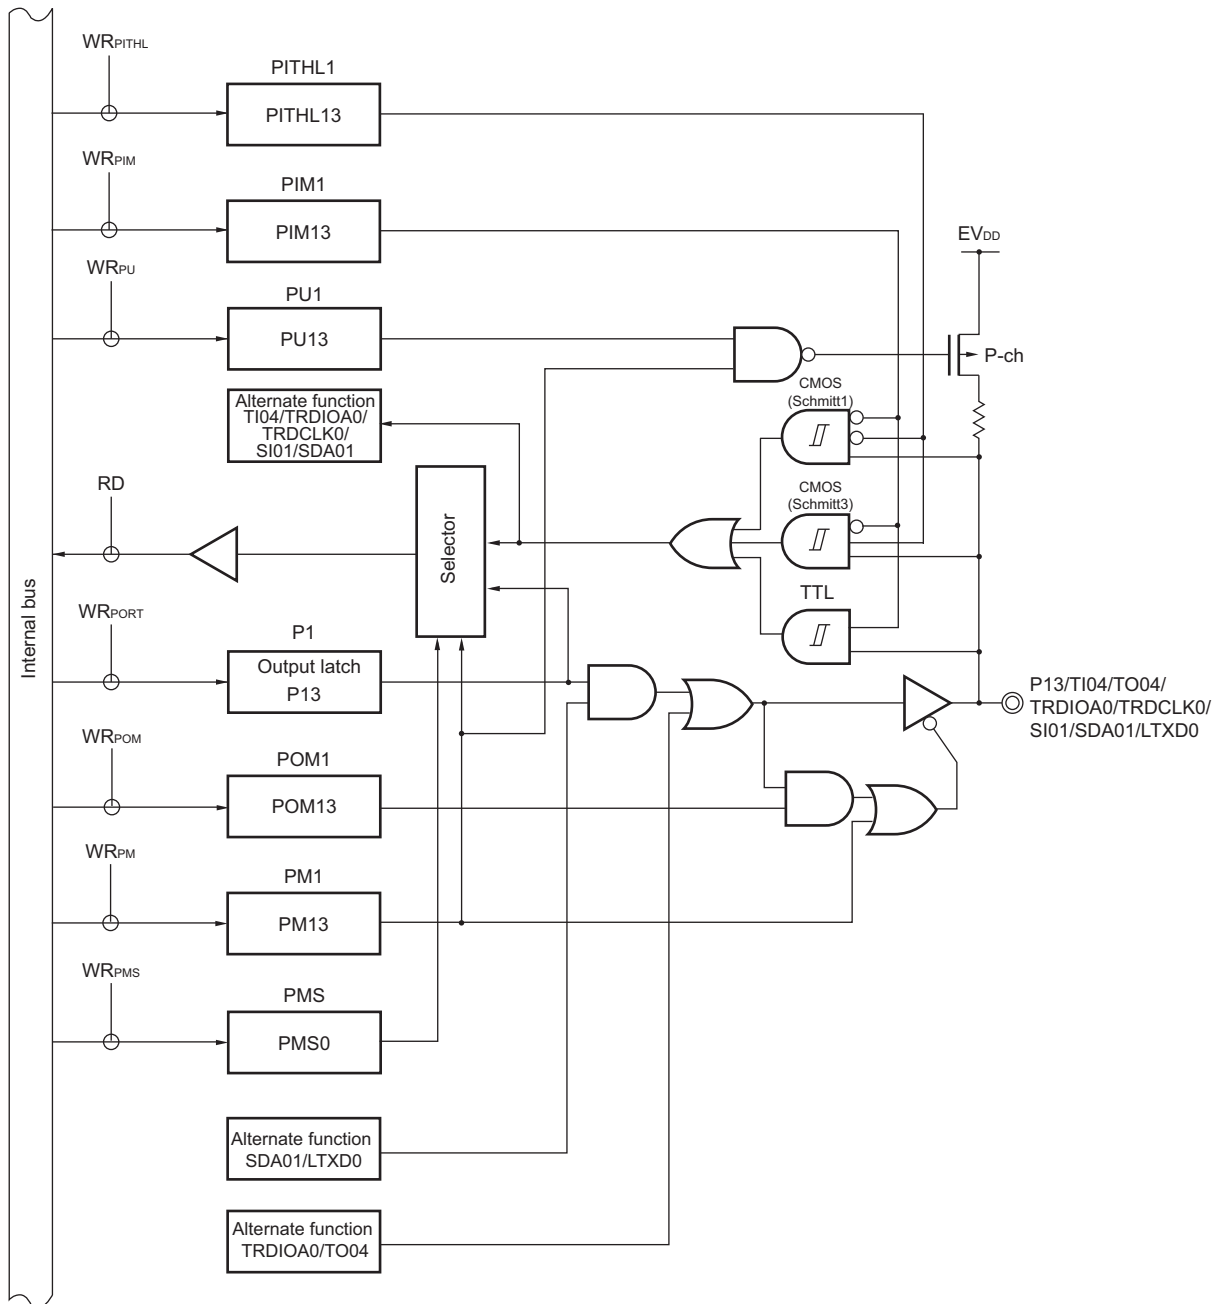 WRPITHL
PITHL1
PITHL13
WRPIM
PIM1
PIM13
EVDD
WRPU
PU1
PU13
P-ch
CMOS
(Schmitt1)
Alternate function
TI04/TRDIOA0/
TRDCLK0/
SI01/SDA01
RD
CMOS
(Schmitt3)
Selector
Internal bus
TTL
WRPORT
P1
Output latch
P13
P13/TI04/TO04/
TRDIOA0/TRDCLK0/
SI01/SDA01/LTXD0
WRPOM
POM1
POM13
WRPM
PM1
PM13
WRPMS
PMS
PMS0
Alternate function
SDA01/LTXD0
Alternate function
TRDIOA0/TO04